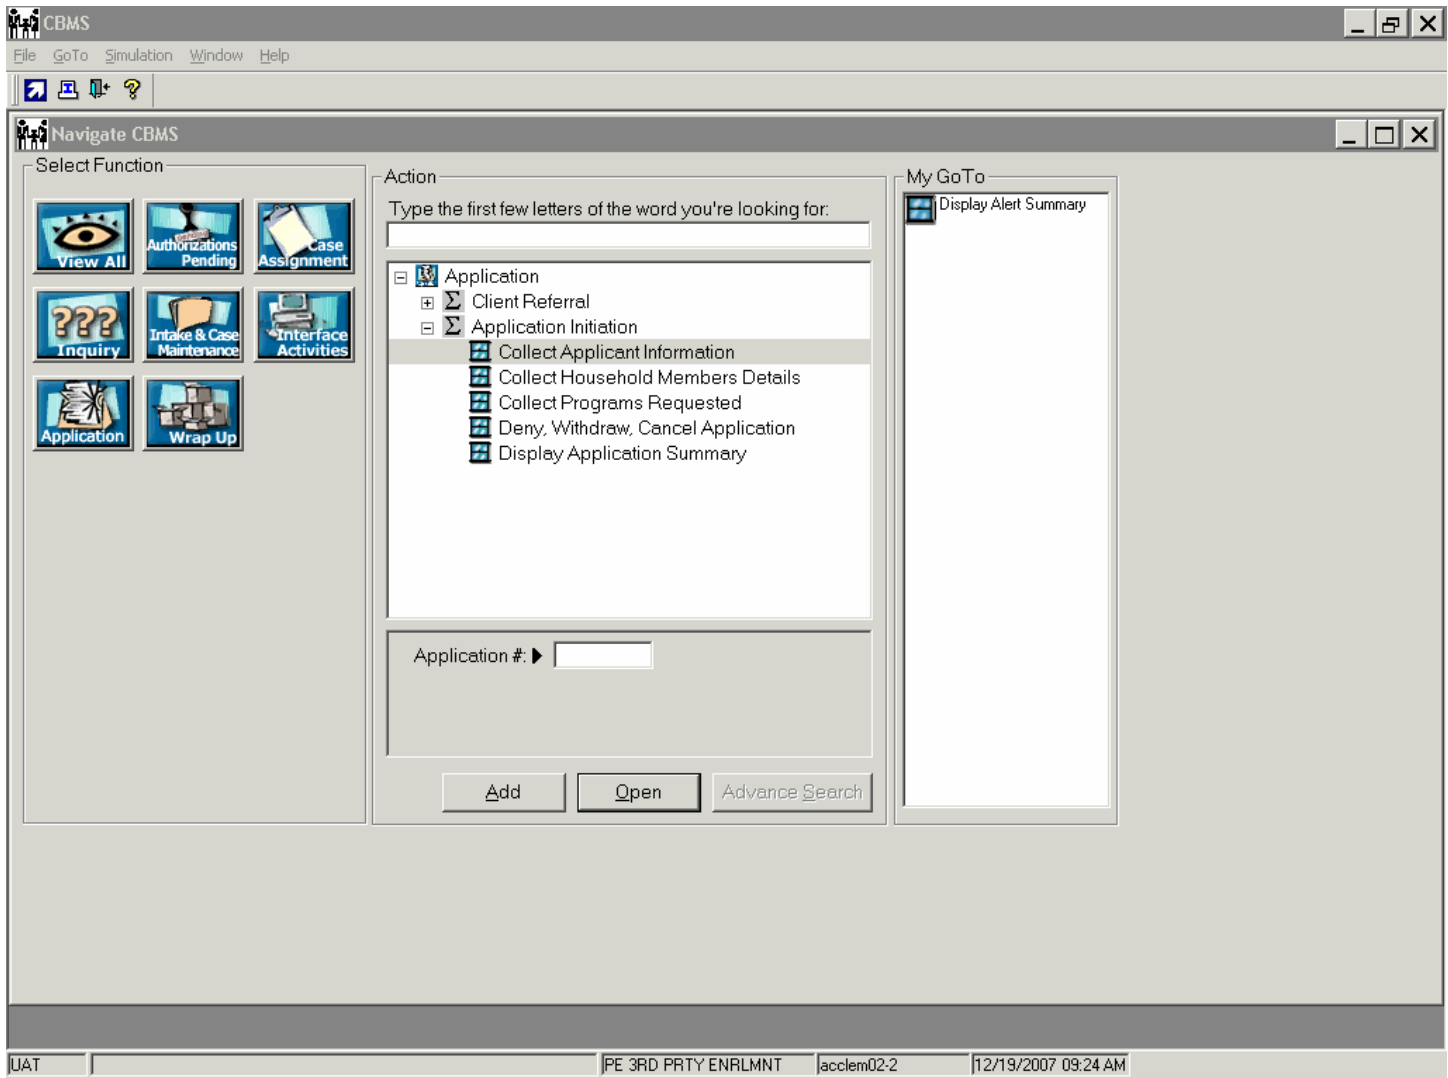 CBMS
File GoTo Simulation Window Help
Navigate CBMS
Select Function
View All
Authorizations
Pending
Case
Assignment
???
Inquiry
Intake & Case
Maintenance
Interface
Activities
Application
Wrap Up
Action
Type the first few letters of the word you're looking for:
Application
Σ Client Referral
Σ Application Initiation
Collect Applicant Information
Collect Household Members Details
Collect Programs Requested
Deny, Withdraw, Cancel Application
Display Application Summary
Application #:
Add Open Advance Search
My GoTo
Display Alert Summary
UAT PE 3RD PRTY ENRLMNT acclem02-2 12/19/2007 09:24 AM